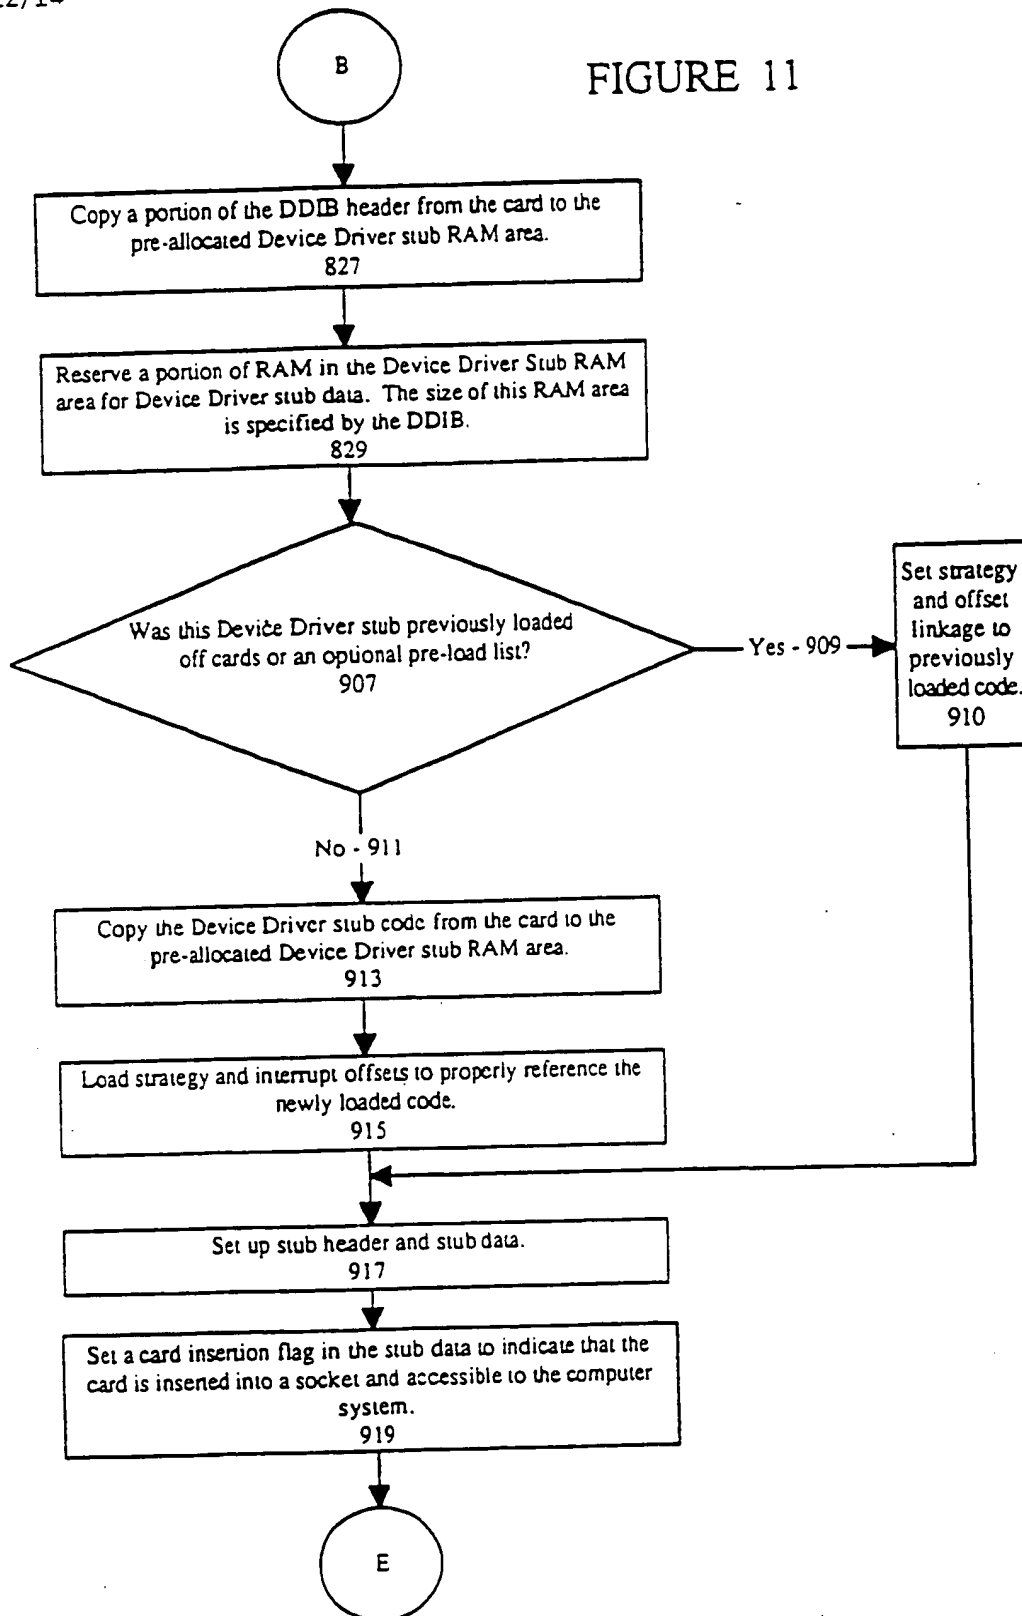 B
FIGURE 11
Copy a portion of the DDIB header from the card to the
pre-allocated Device Driver stub RAM area.
827
Reserve a portion of RAM in the Device Driver Stub RAM
area for Device Driver stub data. The size of this RAM area
is specified by the DDIB.
829
Was this Device Driver stub previously loaded
off cards or an optional pre-load list?
907
Yes - 909
Set strategy
and offset
linkage to
previously
loaded code.
910
No - 911
Copy the Device Driver stub code from the card to the
pre-allocated Device Driver stub RAM area.
913
Load strategy and interrupt offsets to properly reference the
newly loaded code.
915
Set up stub header and stub data.
917
Set a card insertion flag in the stub data to indicate that the
card is inserted into a socket and accessible to the computer
system.
919
E